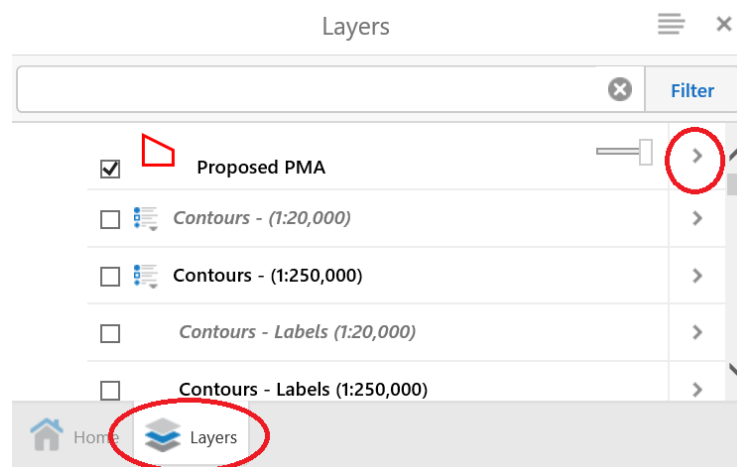 Layers
Filter
Proposed PMA
Contours - (1:20,000)
Contours - (1:250,000)
Contours - Labels (1:20,000)
Contours - Labels (1:250,000)
Home Layers